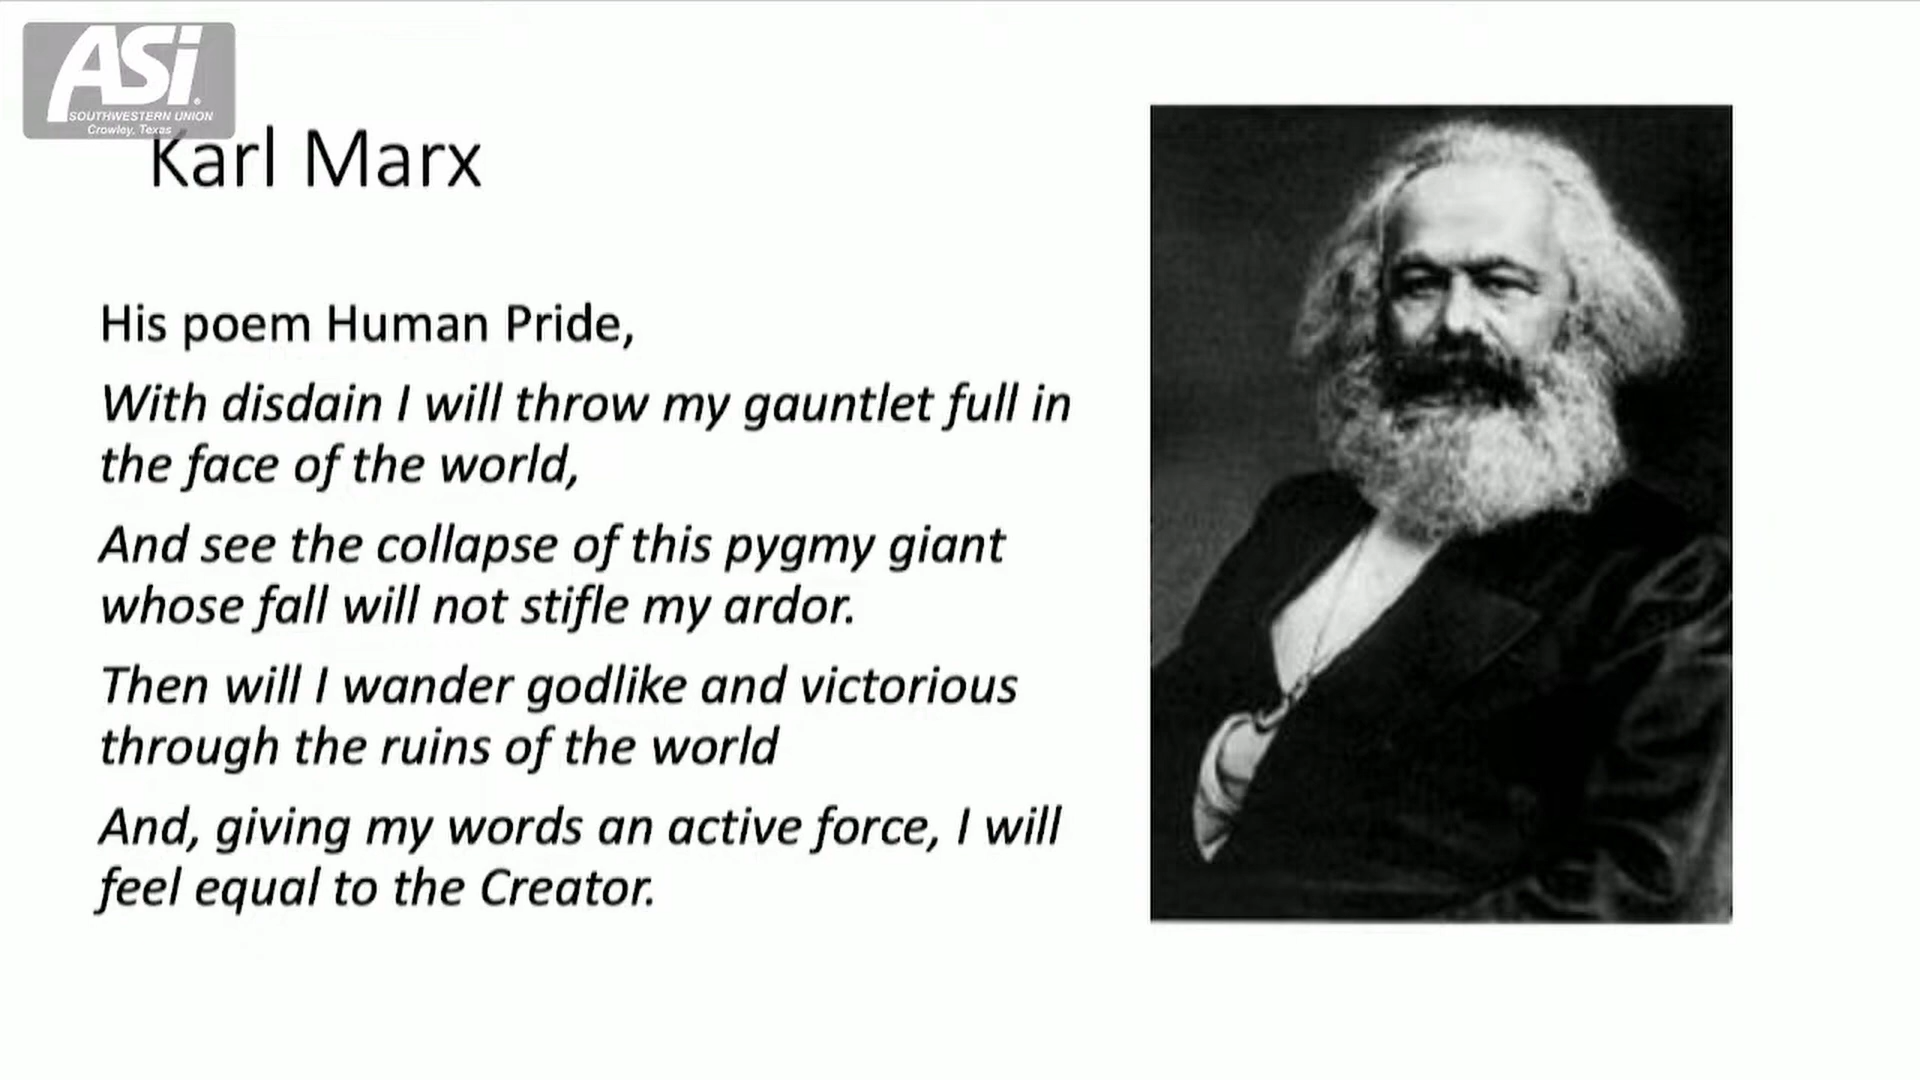 ASi.
SOUTHWESTERN UNION
Crowley, Texas
Karl Marx
His poem Human Pride,
With disdain I will throw my gauntlet full in
the face of the world,
And see the collapse of this pygmy giant
whose fall will not stifle my ardor.
Then will I wander godlike and victorious
through the ruins of the world
And, giving my words an active force, I will
feel equal to the Creator.